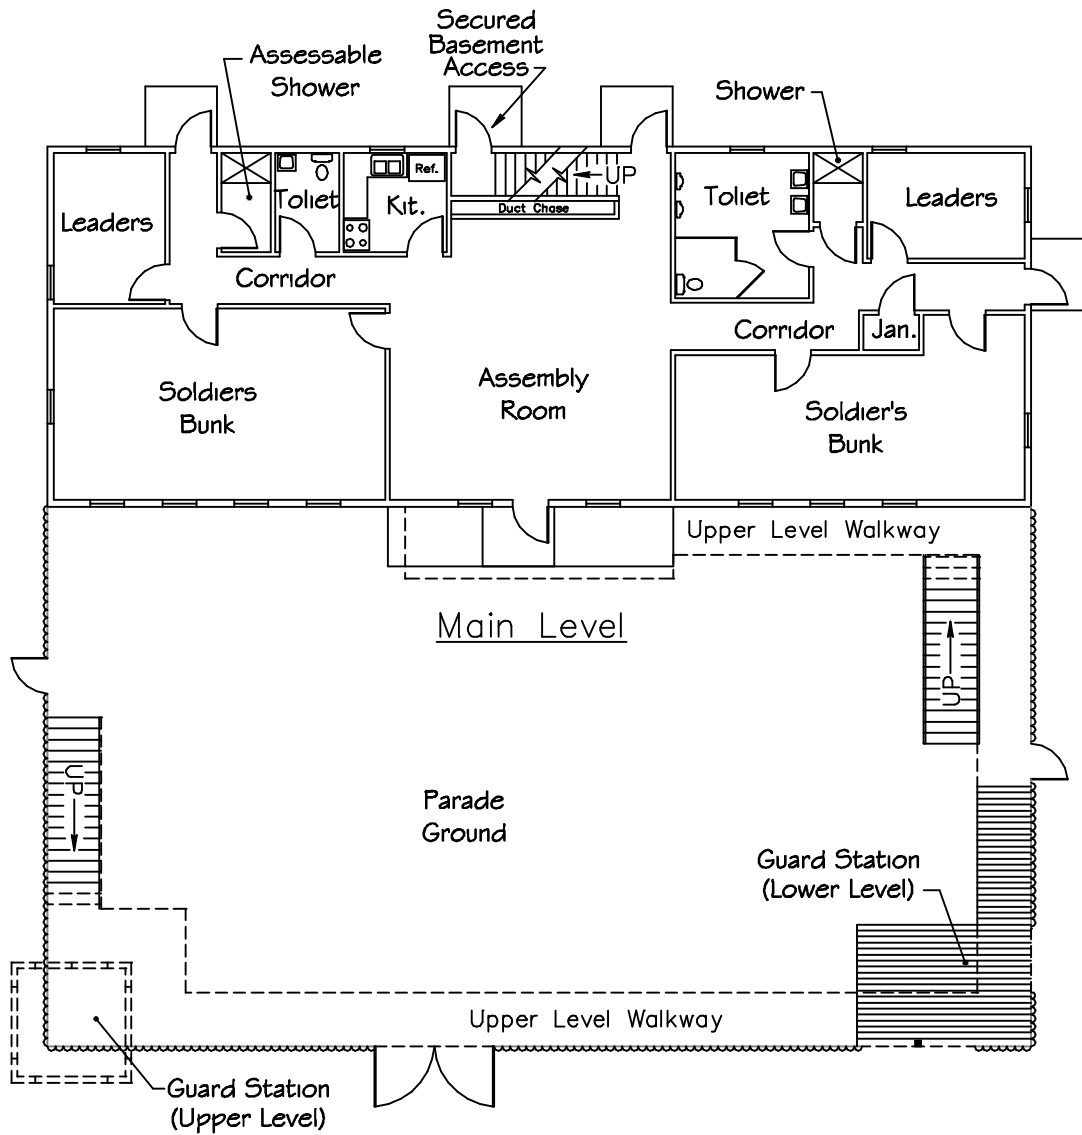 Secured
Basement
Access
Assessable
Shower
Shower
Ref.
UP
Toliet
Kit.
Duct Chase
Toliet
Leaders
Leaders
Corridor
Corridor
Jan.
Soldiers
Bunk
Assembly
Room
Soldier's
Bunk
Upper Level Walkway
Main Level
UP
UP
Parade
Ground
Guard Station
(Lower Level)
Upper Level Walkway
Guard Station
(Upper Level)